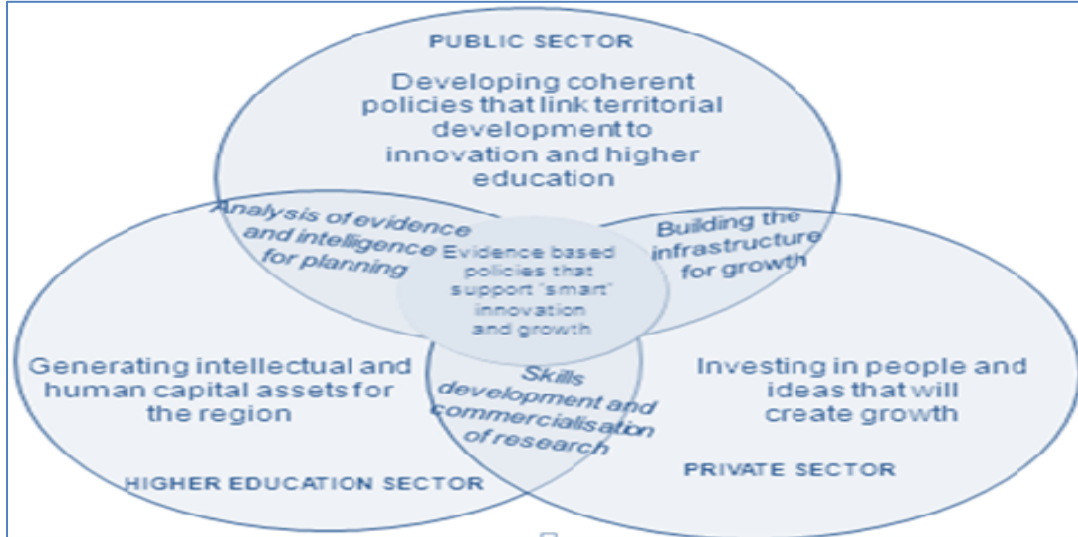 PUBLIC SECTOR
Developing coherent
policies that link territorial
development to
innovation and higher
education
Analysis of evidence
and intelligence
for planning
Building the
infrastructure
for growth
Evidence based
policies that
support "smart"
innovation
and growth
Generating intellectual and
human capital assets for
the region
Skills
development and
commercialisation
of research
Investing in people and
ideas that will
create growth
HIGHER EDUCATION SECTOR
PRIVATE SECTOR